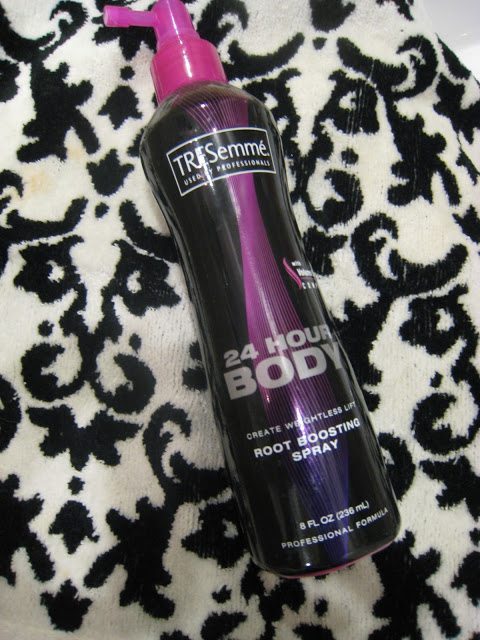 TRESemmé
USED BY PROFESSIONALS
24 HOUR
BODY
CREATE WEIGHTLESS LIFT
ROOT BOOSTING
SPRAY
8 FL OZ (236 mL)
PROFESSIONAL FORMULA